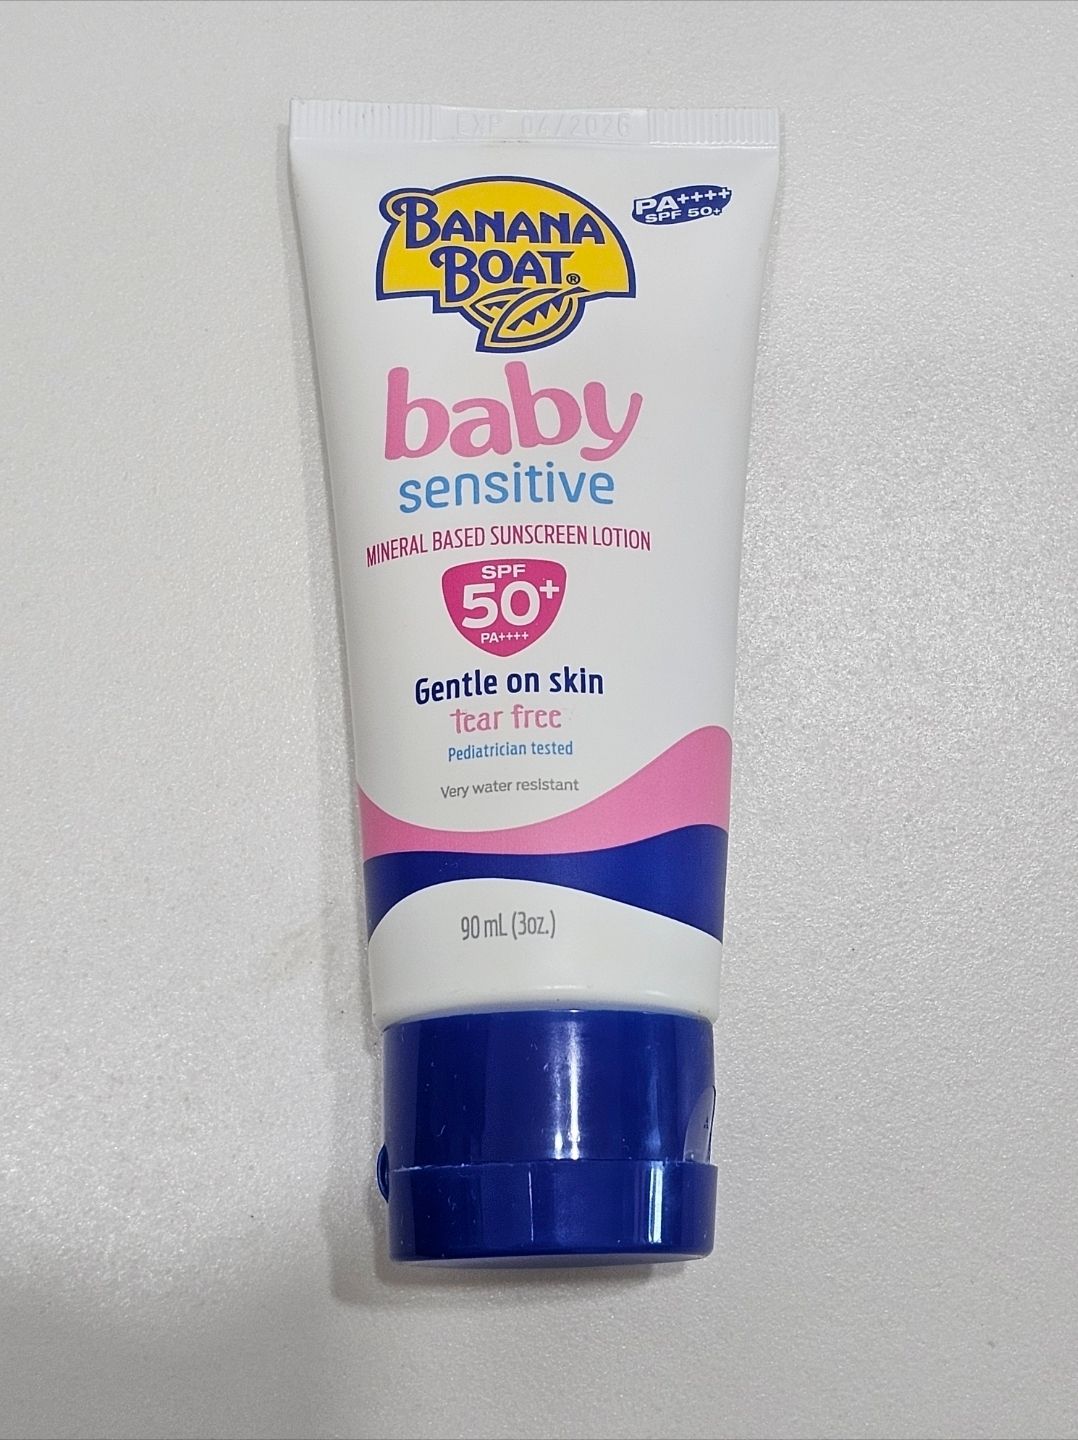 EXP 04/2026
BANANA
BOAT®
PA++++
SPF 50+
baby
sensitive
MINERAL BASED SUNSCREEN LOTION
SPF
50+
PA++++
Gentle on skin
tear free
Pediatrician tested
Very water resistant
90 mL (3oz.)